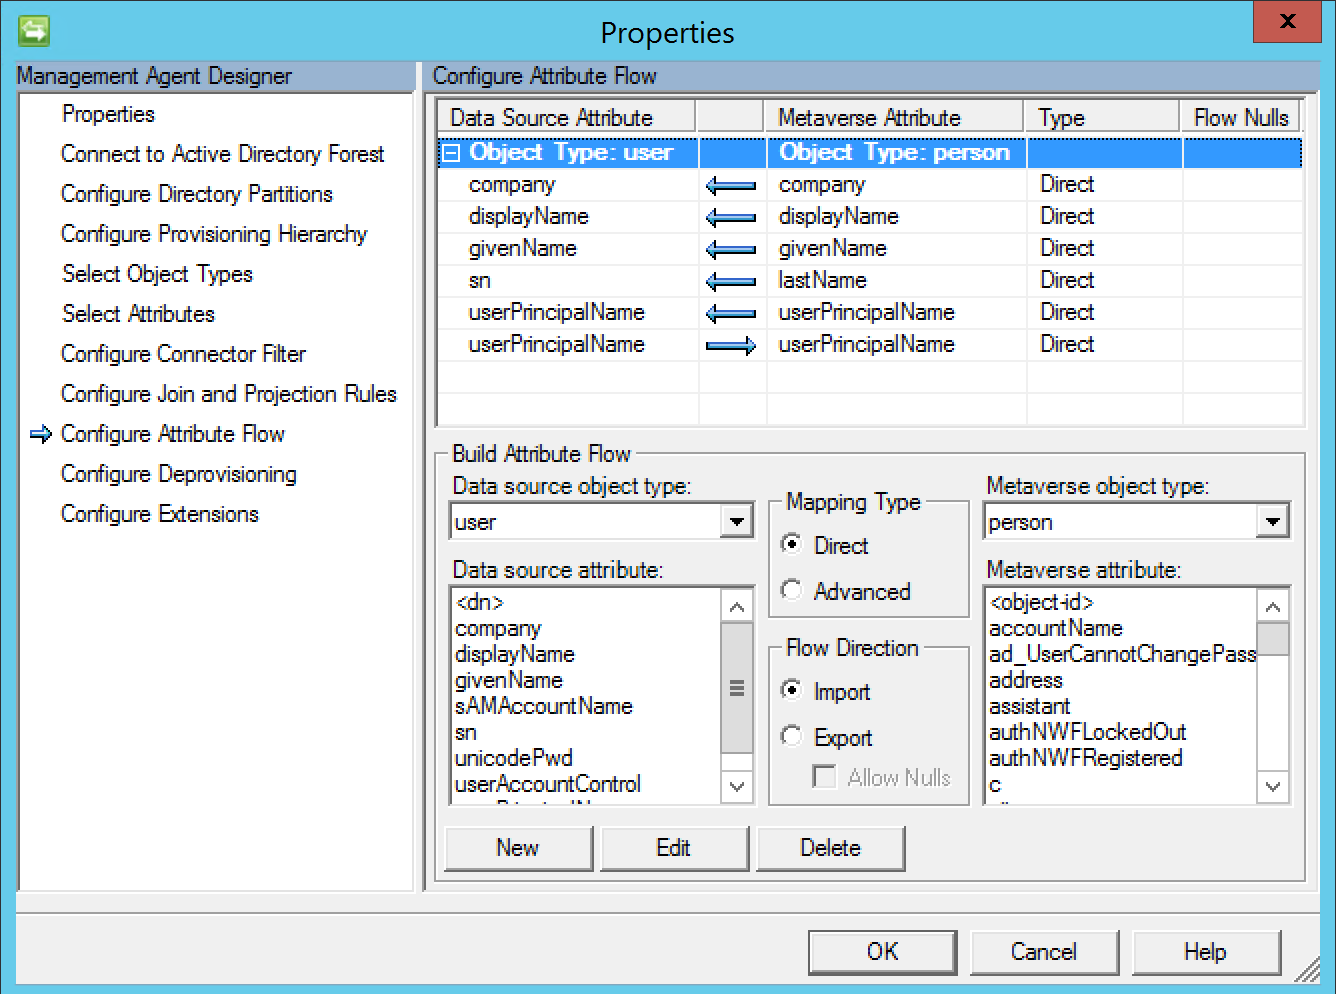 Properties
x
Management Agent Designer
Properties
Connect to Active Directory Forest
Configure Directory Partitions
Configure Provisioning Hierarchy
Select Object Types
Select Attributes
Configure Connector Filter
Configure Join and Projection Rules
Configure Attribute Flow
Configure Deprovisioning
Configure Extensions
Configure Attribute Flow
Data Source Attribute Metaverse Attribute Type Flow Nulls
Object Type: user Object Type: person
company company Direct
displayName displayName Direct
givenName givenName Direct
sn lastName Direct
userPrincipalName userPrincipalName Direct
userPrincipalName userPrincipalName Direct
Build Attribute Flow
Data source object type:
user
Data source attribute:
<dn>
company
displayName
givenName
sAMAccountName
sn
unicodePwd
userAccountControl
Mapping Type
Direct
Advanced
Flow Direction
Import
Export
Allow Nulls
Metaverse object type:
person
Metaverse attribute:
<object-id>
accountName
ad_UserCannotChangePass
address
assistant
authNWFLockedOut
authNWFRegistered
c
New Edit Delete
OK Cancel Help